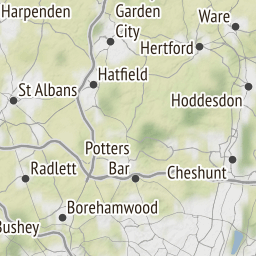 Harpenden
Garden
City
Ware
Hertford
Hatfield
St Albans
Hoddesdon
Potters
Bar
Cheshunt
Radlett
Borehamwood
Bushey